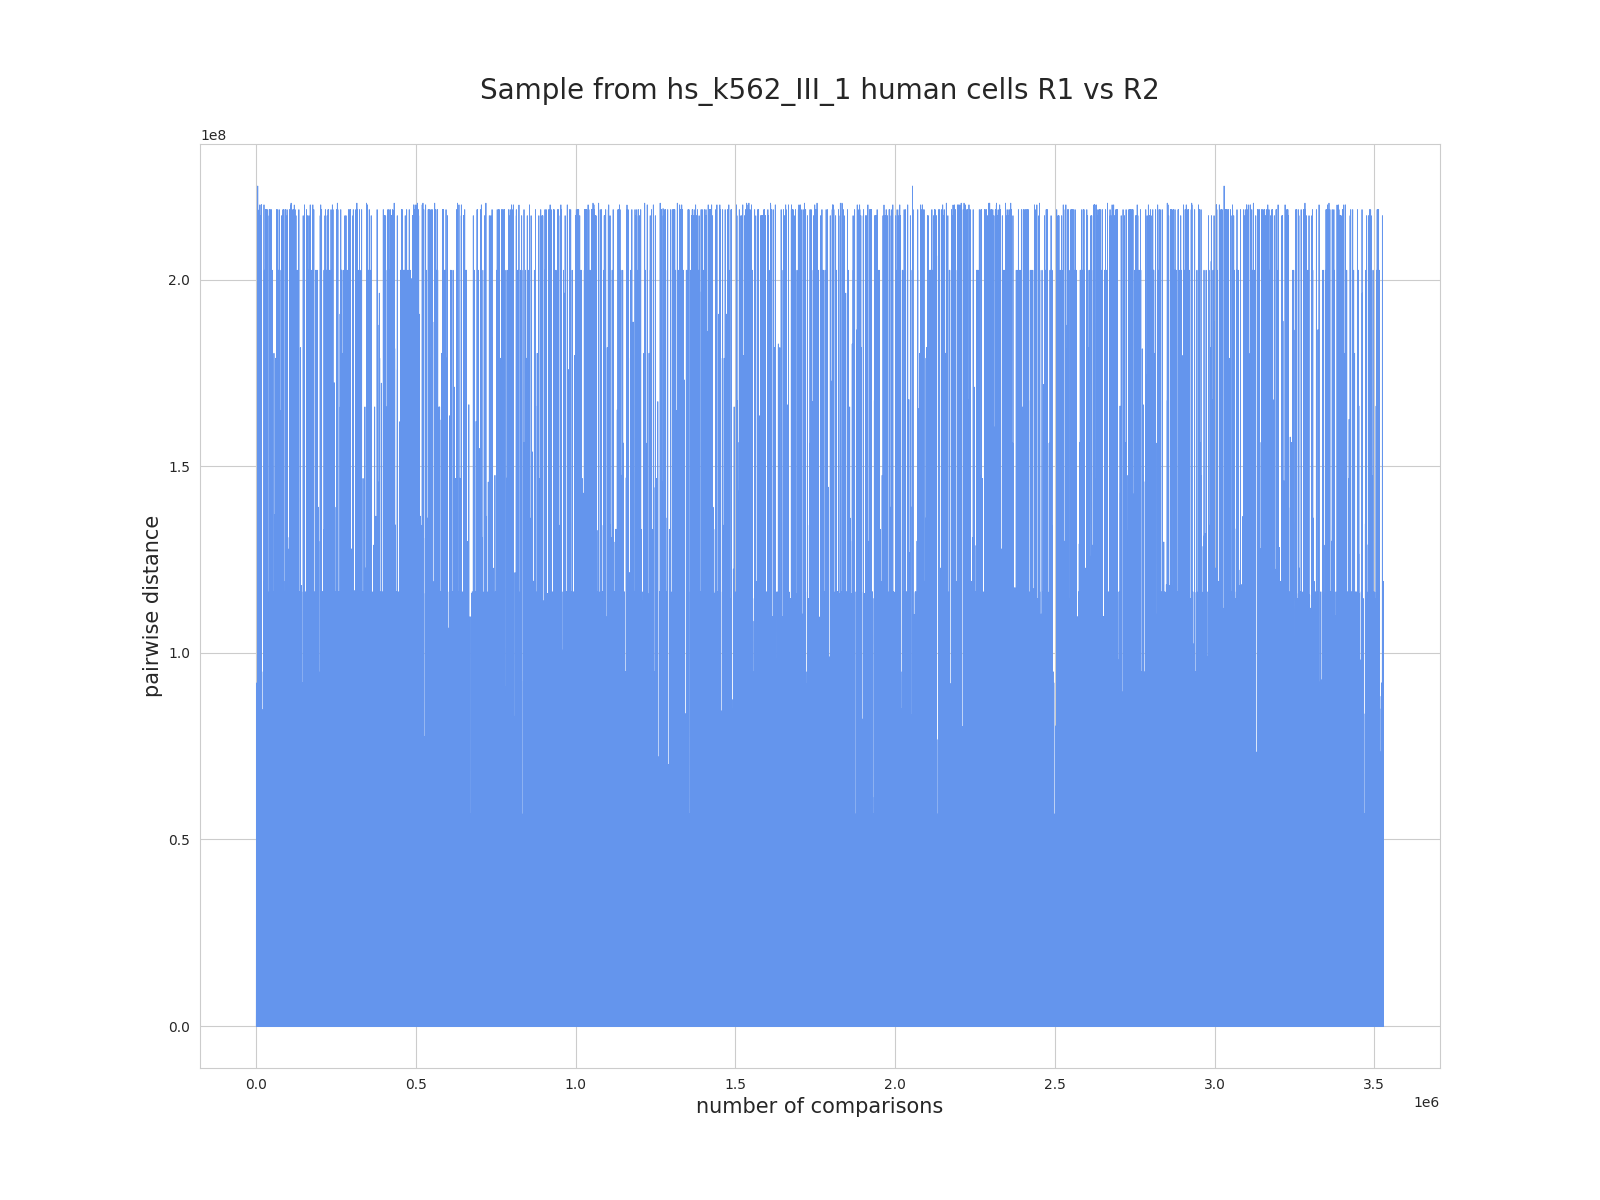 Sample from hs_k562_III_1 human cells R1 vs R2
1e8
2.0
1.5
1.0
0.5
0.0
pairwise distance
0.0 0.5 1.0 1.5 2.0 2.5 3.0 3.5
1e6
number of comparisons